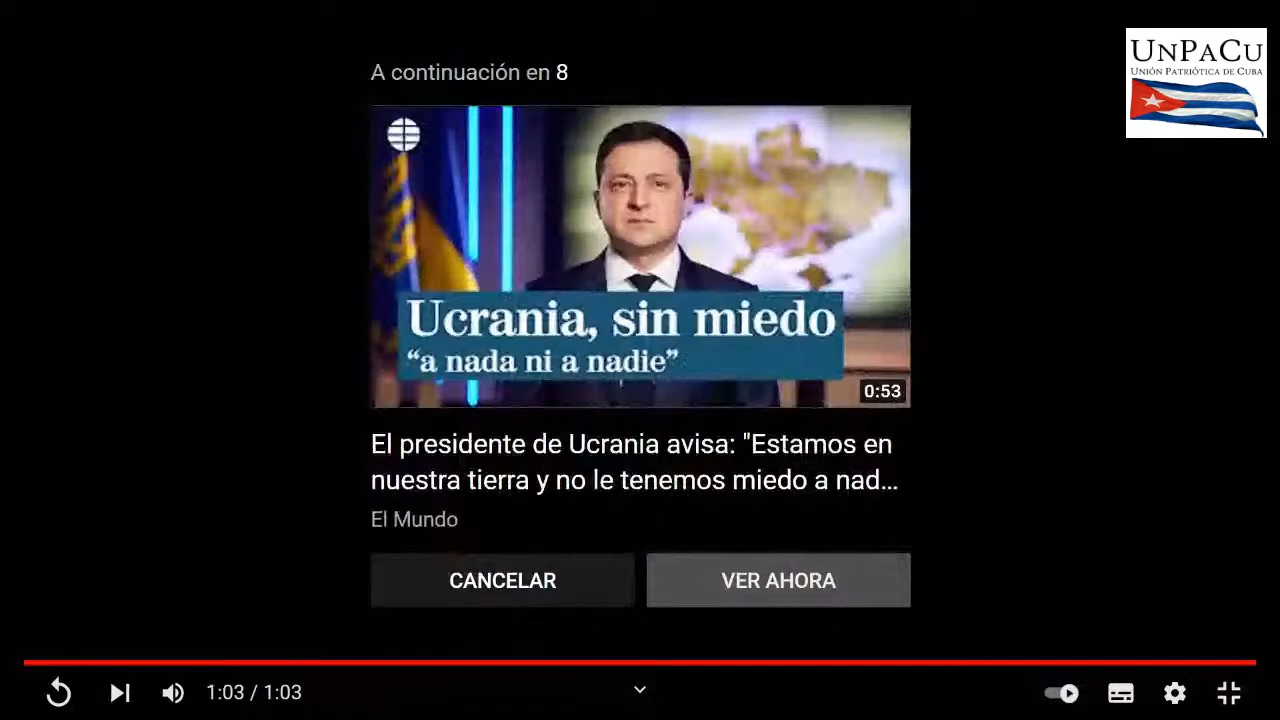 A continuación en 8
UNPACU
UNIÓN PATRIÓTICA DE CUBA
Ucrania, sin miedo
“a nada ni a nadie”
0:53
El presidente de Ucrania avisa: "Estamos en
nuestra tierra y no le tenemos miedo a nad...
El Mundo
CANCELAR
VER AHORA
1:03 / 1:03